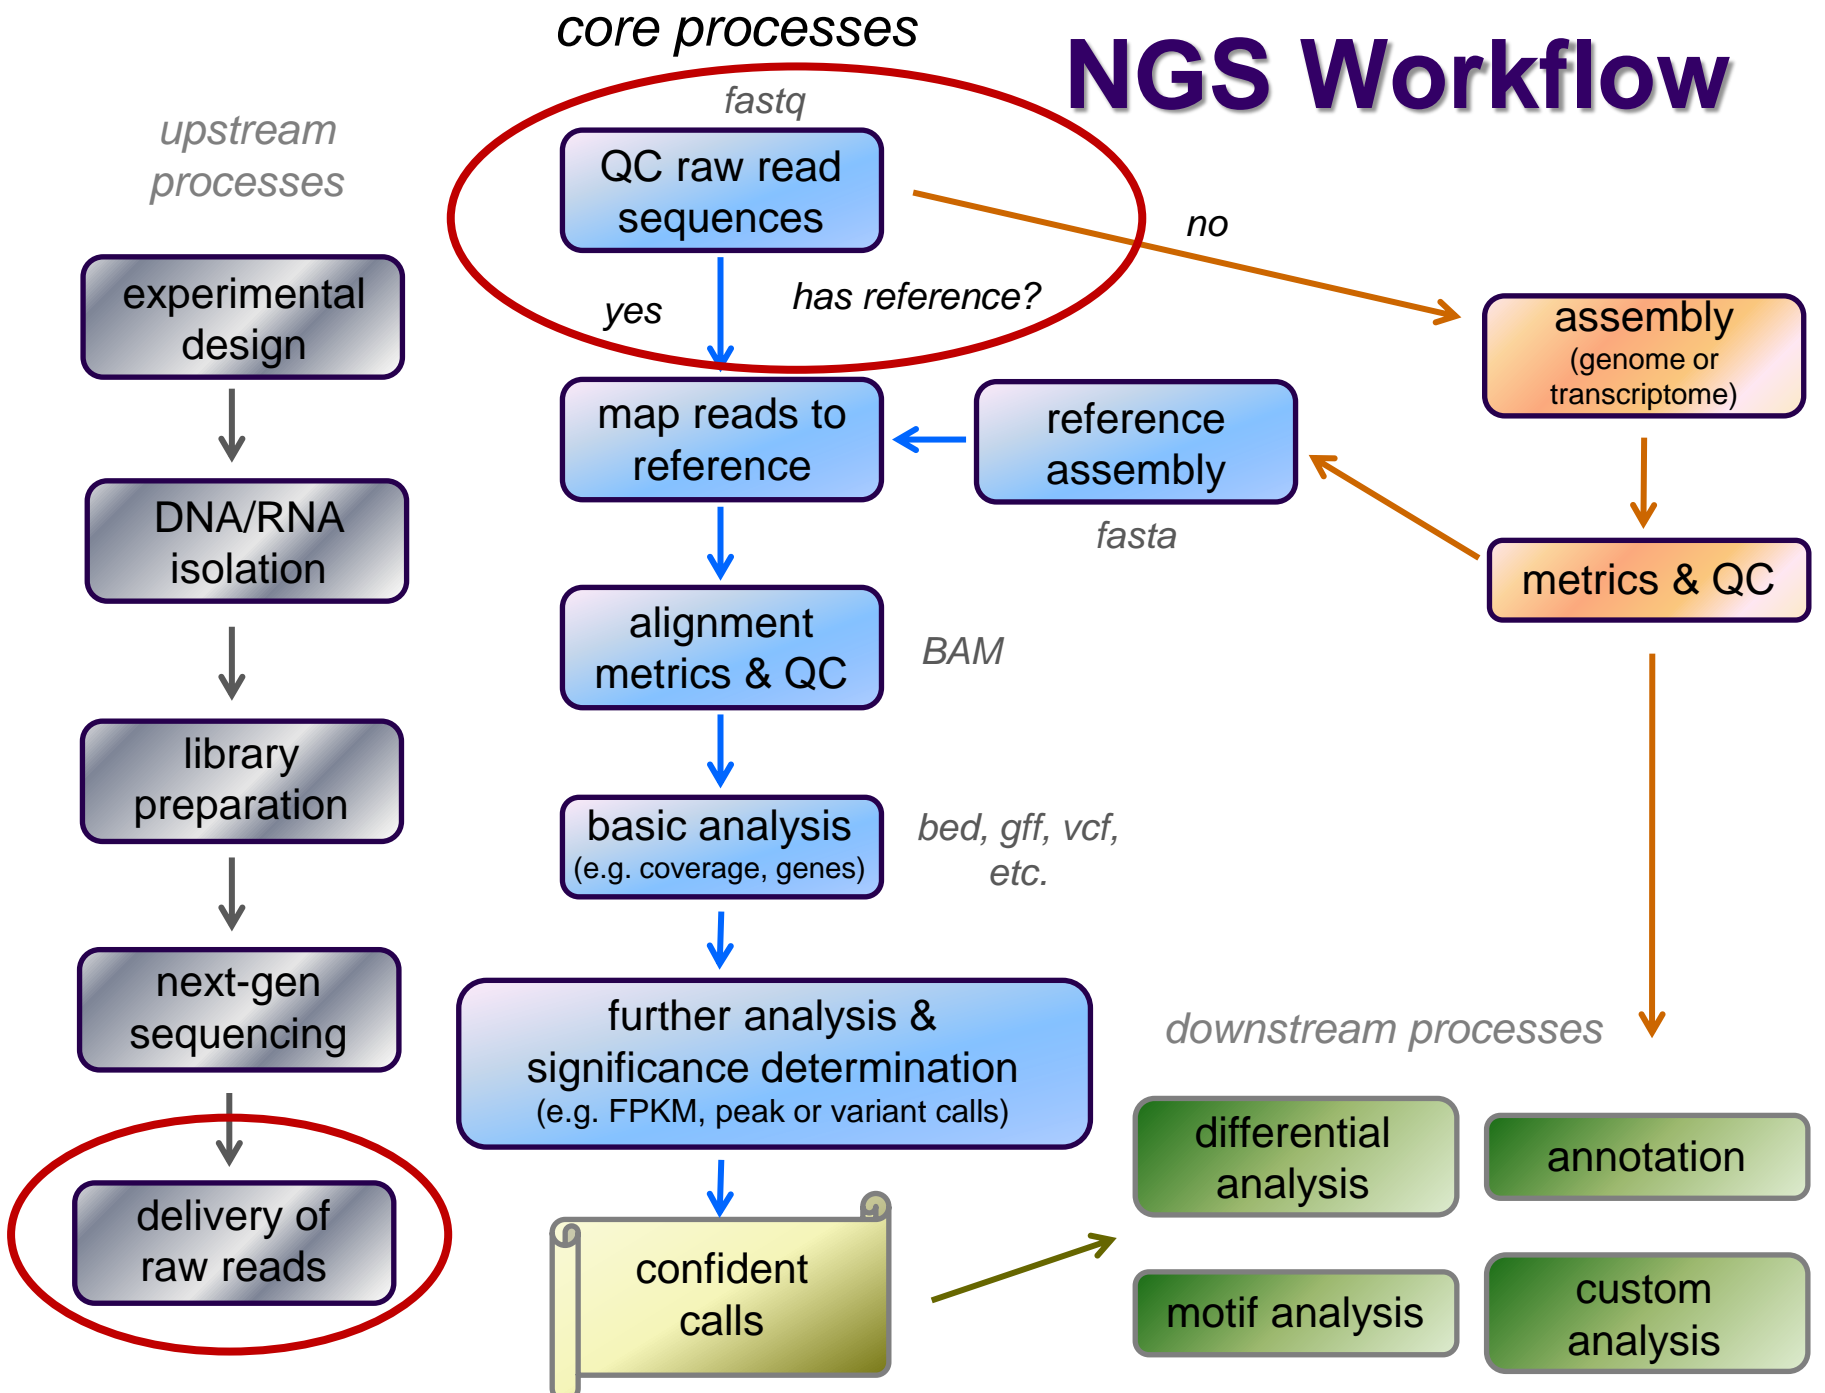 core processes
NGS Workflow
upstream
processes
experimental
design
DNA/RNA
isolation
library
preparation
next-gen
sequencing
delivery of
raw reads
fastq
QC raw read
sequences
yes
has reference?
no
map reads to
reference
reference
assembly
fasta
assembly
(genome or
transcriptome)
metrics & QC
alignment
metrics & QC
BAM
basic analysis
(e.g. coverage, genes)
bed, gff, vcf,
etc.
further analysis &
significance determination
(e.g. FPKM, peak or variant calls)
confident
calls
downstream processes
differential
analysis
annotation
motif analysis
custom
analysis